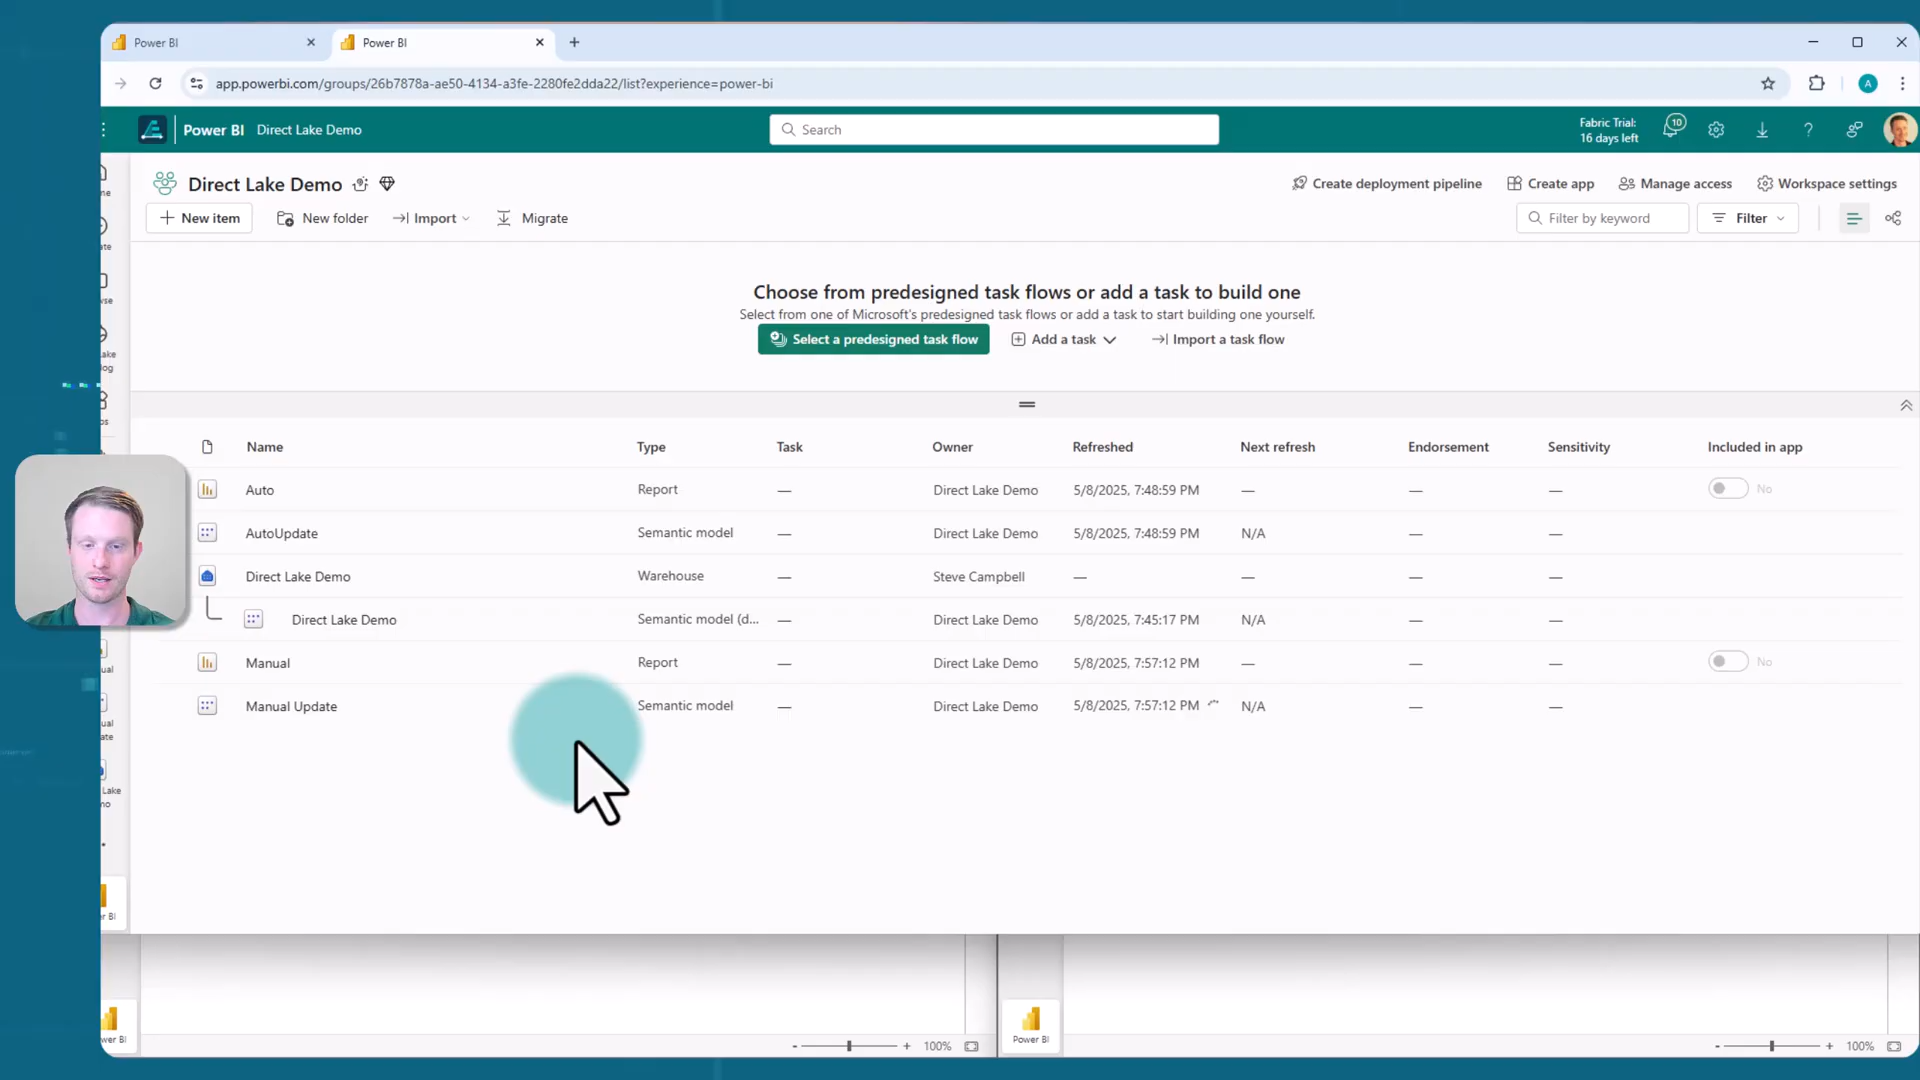 Power BI
Power BI
app.powerbi.com/groups/26b7878a-ae50-4134-a3fe-2280fe2dda22/list?experience=power-bi
A
Power BI Direct Lake Demo
Search
Fabric Trial:
16 days left
10
Direct Lake Demo
Create deployment pipeline
Create app
Manage access
Workspace settings
New item
New folder
Import
Migrate
Filter by keyword
Filter
Choose from predesigned task flows or add a task to build one
Select from one of Microsoft's predesigned task flows or add a task to start building one yourself.
Select a predesigned task flow
Add a task
Import a task flow
Name Type Task Owner Refreshed Next refresh Endorsement Sensitivity Included in app
Auto Report — Direct Lake Demo 5/8/2025, 7:48:59 PM — — — No
AutoUpdate Semantic model — Direct Lake Demo 5/8/2025, 7:48:59 PM N/A — —
Direct Lake Demo Warehouse — Steve Campbell — — — —
Direct Lake Demo Semantic model (d... — Direct Lake Demo 5/8/2025, 7:45:17 PM N/A — —
Manual Report — Direct Lake Demo 5/8/2025, 7:57:12 PM — — — No
Manual Update Semantic model — Direct Lake Demo 5/8/2025, 7:57:12 PM N/A — —
Power BI
- + 100%
- + 100%